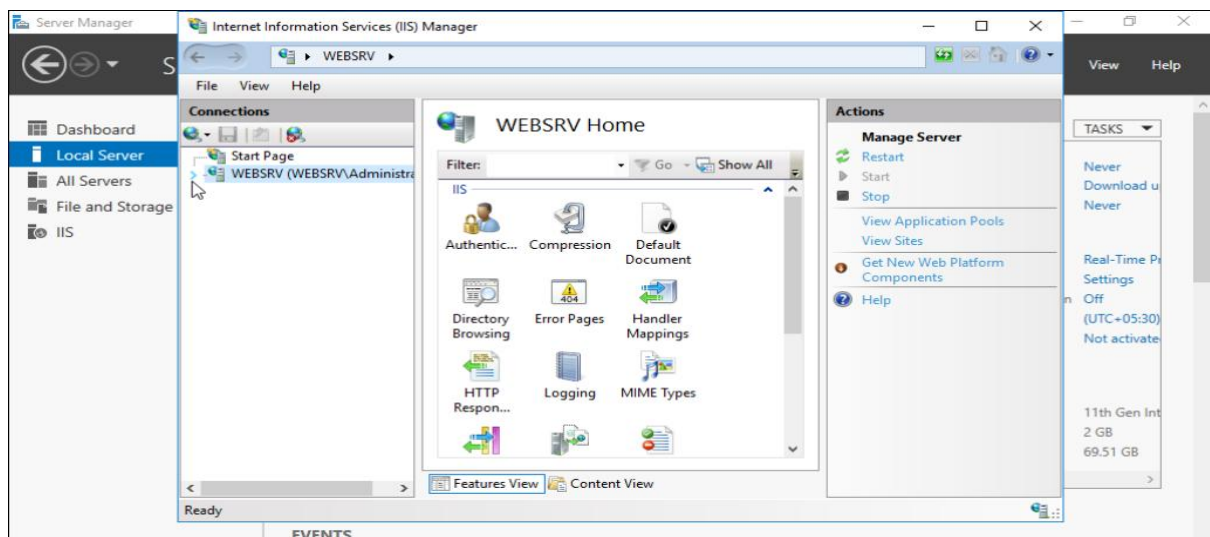 Server Manager
Internet Information Services (IIS) Manager
WEBSRV
S
View Help
File View Help
Connections
Start Page
WEBSRV (WEBSRV\Administra
Dashboard
Local Server
All Servers
File and Storage
IIS
WEBSRV Home
Filter: Go Show All
IIS
Authentic... Compression Default Document
Directory Browsing Error Pages Handler Mappings
404
HTTP Respon... Logging MIME Types
Features View Content View
Ready
Actions
Manage Server
Restart
Start
Stop
View Application Pools
View Sites
Get New Web Platform
Components
Help
TASKS
Never
Download u
Never
Real-Time Pr
Settings
n Off
(UTC+05:30)
Not activate
11th Gen Int
2 GB
69.51 GB
EVENTS